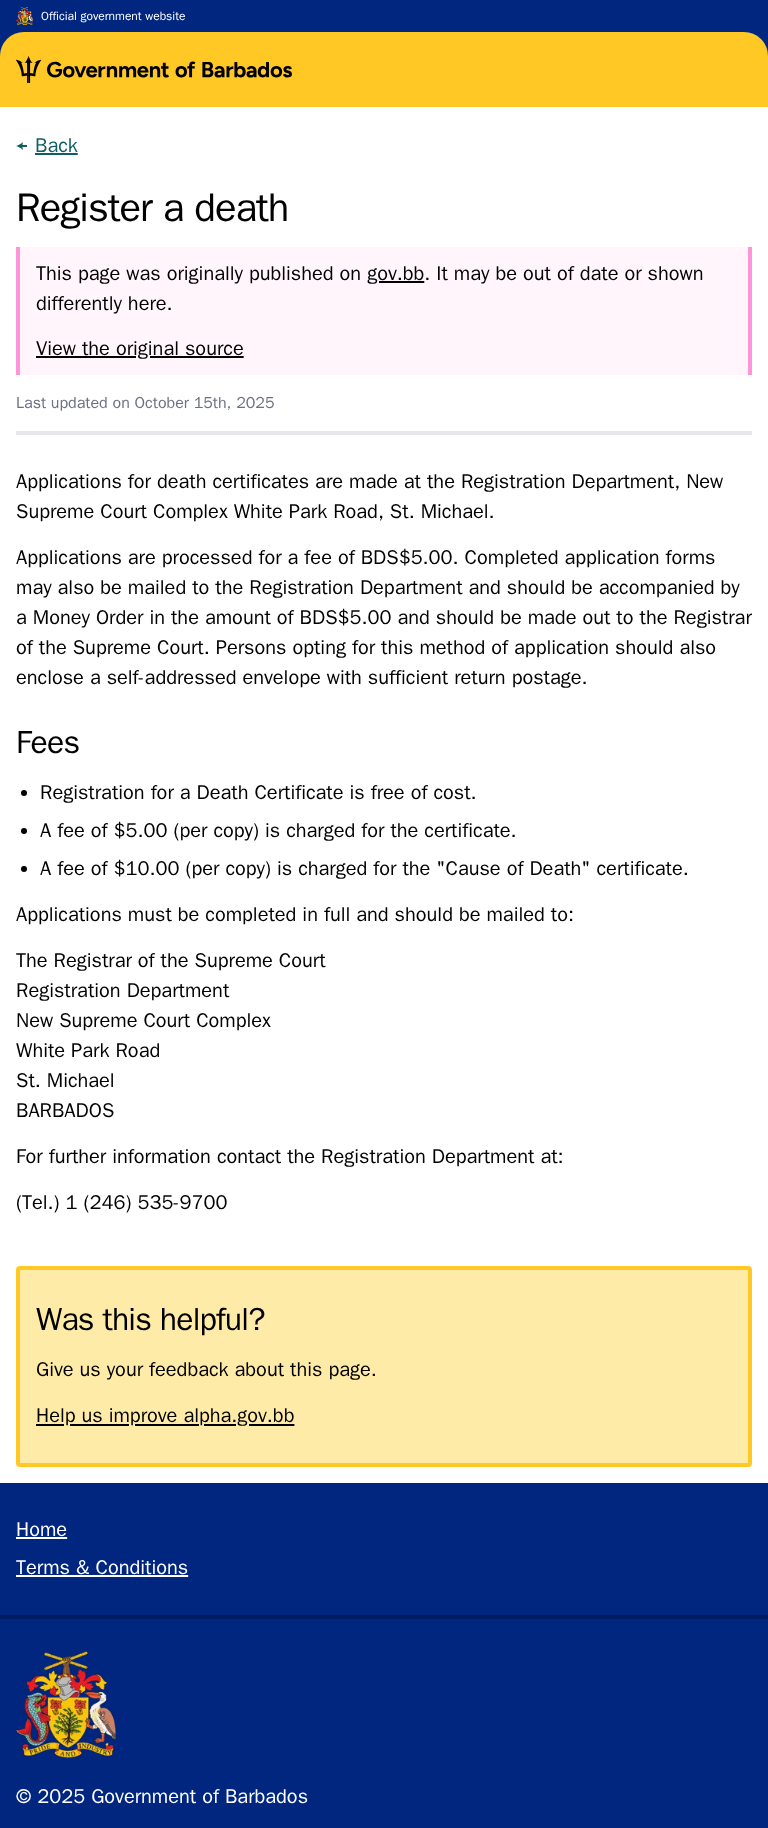 Official government website
Government of Barbados
← Back
Register a death
This page was originally published on gov.bb. It may be out of date or shown
differently here.
View the original source
Last updated on October 15th, 2025
Applications for death certificates are made at the Registration Department, New
Supreme Court Complex White Park Road, St. Michael.
Applications are processed for a fee of BDS$5.00. Completed application forms
may also be mailed to the Registration Department and should be accompanied by
a Money Order in the amount of BDS$5.00 and should be made out to the Registrar
of the Supreme Court. Persons opting for this method of application should also
enclose a self-addressed envelope with sufficient return postage.
Fees
• Registration for a Death Certificate is free of cost.
• A fee of $5.00 (per copy) is charged for the certificate.
• A fee of $10.00 (per copy) is charged for the "Cause of Death" certificate.
Applications must be completed in full and should be mailed to:
The Registrar of the Supreme Court
Registration Department
New Supreme Court Complex
White Park Road
St. Michael
BARBADOS
For further information contact the Registration Department at:
(Tel.) 1 (246) 535-9700
Was this helpful?
Give us your feedback about this page.
Help us improve alpha.gov.bb
Home
Terms & Conditions
PRIDE AND INDUSTRY
© 2025 Government of Barbados